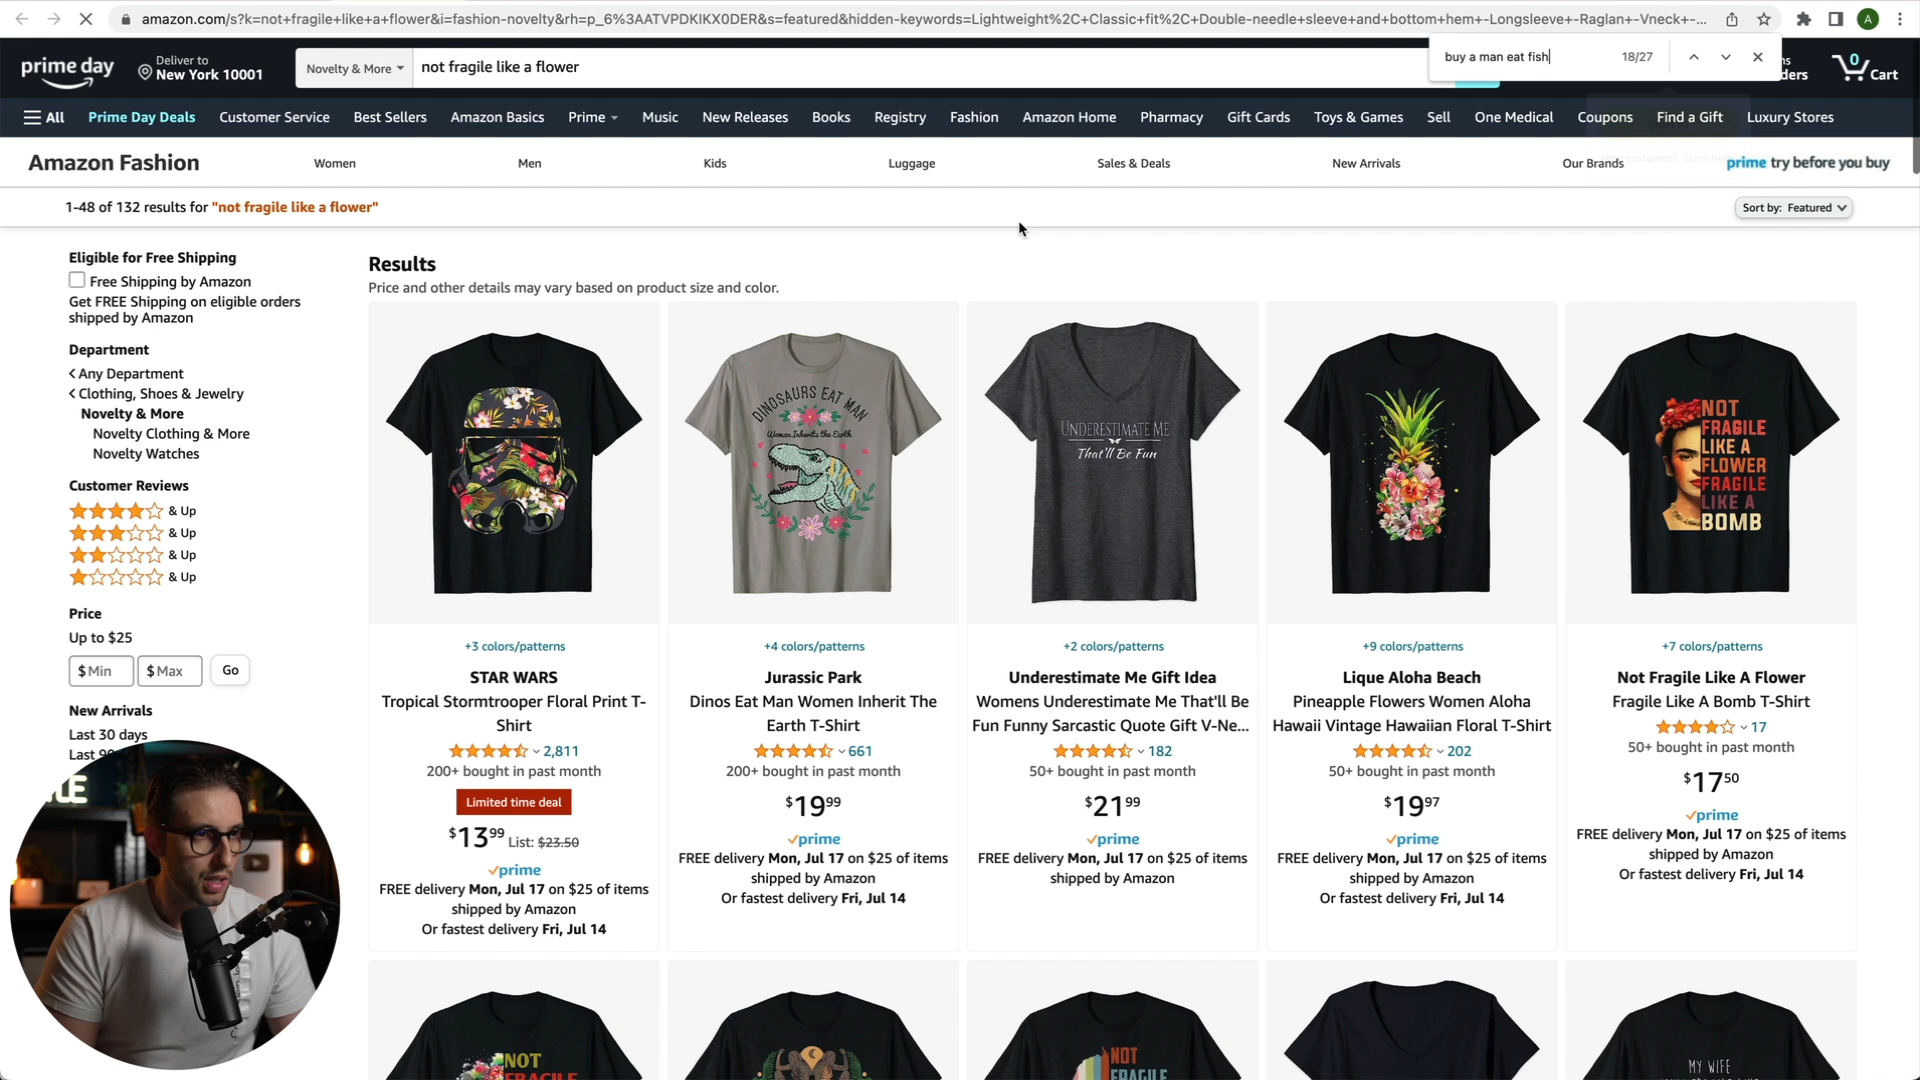 amazon.com/s?k=not+fragile+like+a+flower&i=fashion-novelty&rh=p_6%3AATVPDKIKX0DER&s=featured&hidden-keywords=Lightweight%2C+Classic+fit%2C+Double-needle+sleeve+and+bottom+hem+-Longsleeve+-Raglan+-Vneck+-...
A
buy a man eat fish 18/27
prime day
Deliver to
New York 10001
Novelty & More
not fragile like a flower
0
Cart
All
Prime Day Deals
Customer Service
Best Sellers
Amazon Basics
Prime
Music
New Releases
Books
Registry
Fashion
Amazon Home
Pharmacy
Gift Cards
Toys & Games
Sell
One Medical
Coupons
Find a Gift
Luxury Stores
Amazon Fashion
Women
Men
Kids
Luggage
Sales & Deals
New Arrivals
Our Brands
prime try before you buy
1-48 of 132 results for "not fragile like a flower"
Sort by: Featured
Eligible for Free Shipping
Free Shipping by Amazon
Get FREE Shipping on eligible orders
shipped by Amazon
Department
Any Department
Clothing, Shoes & Jewelry
Novelty & More
Novelty Clothing & More
Novelty Watches
Customer Reviews
& Up
& Up
& Up
& Up
Price
Up to $25
$ Min
$ Max
Go
New Arrivals
Last 30 days
Results
Price and other details may vary based on product size and color.
DINOSAURS EAT MAN
Woman Inherits the Earth
UNDERESTIMATE ME
That'll Be Fun
NOT
FRAGILE
LIKE A
FLOWER
FRAGILE
LIKE A
BOMB
+3 colors/patterns
STAR WARS
Tropical Stormtrooper Floral Print T-
Shirt
2,811
200+ bought in past month
Limited time deal
$13.99 List: $23.50
prime
FREE delivery Mon, Jul 17 on $25 of items
shipped by Amazon
Or fastest delivery Fri, Jul 14
+4 colors/patterns
Jurassic Park
Dinos Eat Man Women Inherit The
Earth T-Shirt
661
200+ bought in past month
$19.99
prime
FREE delivery Mon, Jul 17 on $25 of items
shipped by Amazon
Or fastest delivery Fri, Jul 14
+2 colors/patterns
Underestimate Me Gift Idea
Womens Underestimate Me That'll Be
Fun Funny Sarcastic Quote Gift V-Ne...
182
50+ bought in past month
$21.99
prime
FREE delivery Mon, Jul 17 on $25 of items
shipped by Amazon
+9 colors/patterns
Lique Aloha Beach
Pineapple Flowers Women Aloha
Hawaii Vintage Hawaiian Floral T-Shirt
202
50+ bought in past month
$19.97
prime
FREE delivery Mon, Jul 17 on $25 of items
shipped by Amazon
Or fastest delivery Fri, Jul 14
+7 colors/patterns
Not Fragile Like A Flower
Fragile Like A Bomb T-Shirt
17
50+ bought in past month
$17.50
prime
FREE delivery Mon, Jul 17 on $25 of items
shipped by Amazon
Or fastest delivery Fri, Jul 14
NOT
FRAGILE
NOT
FRAGILE
MY WIFE